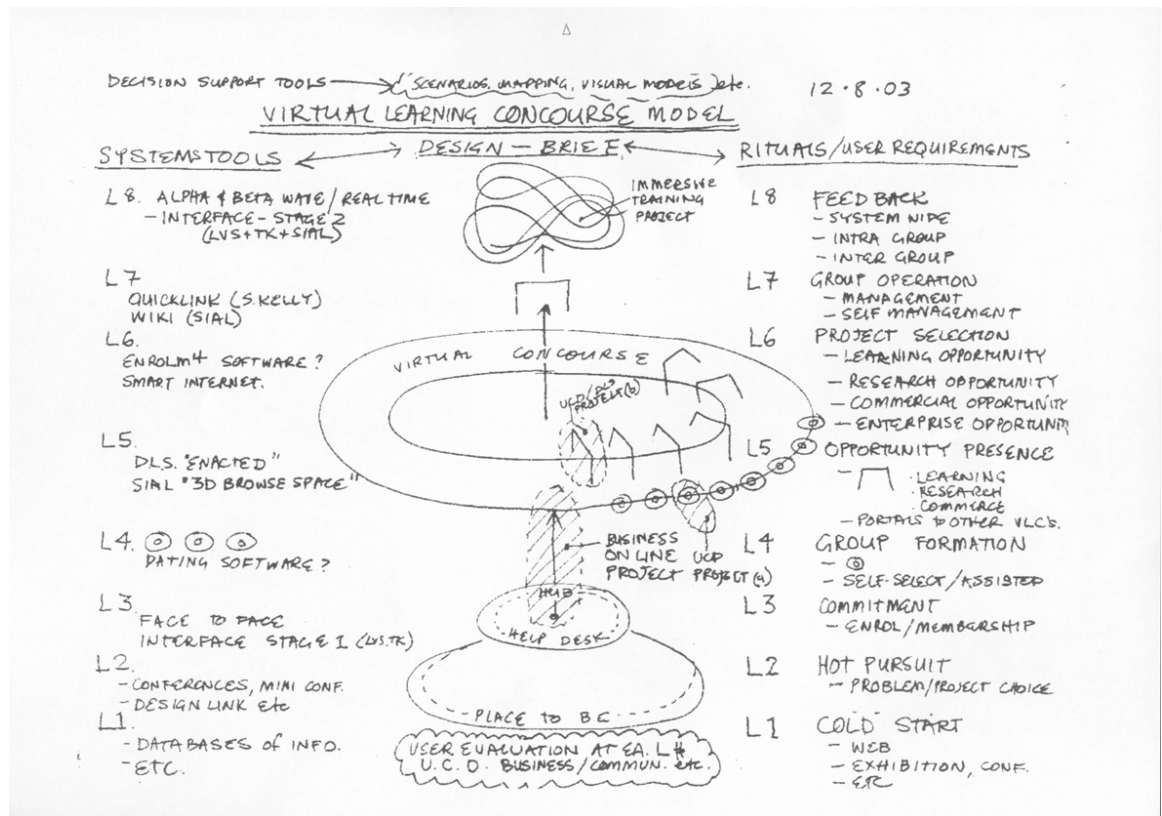 DECISION SUPPORT TOOLS → (SCENARIOS, MAPPING, VISUAL MODELS) etc.
12·8·03
VIRTUAL LEARNING CONCOURSE MODEL
SYSTEMS TOOLS
DESIGN - BRIEF
RITUALS/USER REQUIREMENTS
L8. ALPHA & BETA WAVE/REAL TIME
- INTERFACE - STAGE 2
(LVS+TK+SIAL)
L7
QUICKLINK (S.KELLY)
WIKI (SIAL)
L6.
ENROLM4 SOFTWARE?
SMART INTERNET.
L5.
D.L.S. "ENACTED"
SIAL "3D BROWSE SPACE"
L4.
DATING SOFTWARE?
L3
FACE TO FACE
INTERFACE STAGE I (LVS.TK)
L2.
- CONFERENCES, MINI CONF.
- DESIGN LINK etc
L1.
- DATABASES of INFO.
- ETC.
IMMERSIVE
TRAINING
PROJECT
VIRTUAL CONCOURSE
UCD/DLS
PROJECT (b)
BUSINESS
ON LINE
PROJECT
UCD
PROJECT (a)
HUB
HELP DESK
PLACE TO BE
USER EVALUATION AT EA. L#
U.C.D. BUSINESS/COMMUN. etc.
L8 FEEDBACK
- SYSTEM WIDE
- INTRA GROUP
- INTER GROUP
L7 GROUP OPERATION
- MANAGEMENT
- SELF MANAGEMENT
L6 PROJECT SELECTION
- LEARNING OPPORTUNITY
- RESEARCH OPPORTUNITY
- COMMERCIAL OPPORTUNITY
- ENTERPRISE OPPORTUNITY
L5 OPPORTUNITY PRESENCE
- · LEARNING
· RESEARCH
· COMMERCE
- PORTALS to OTHER VLC's.
L4 GROUP FORMATION
-
- SELF-SELECT/ASSISTED
L3 COMMITMENT
- ENROL/MEMBERSHIP
L2 HOT PURSUIT
- PROBLEM/PROJECT CHOICE
L1 COLD START
- WEB
- EXHIBITION, CONF.
- ETC